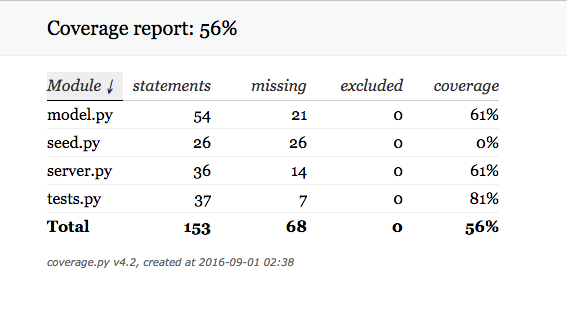 Coverage report: 56%
Module ↓ statements missing excluded coverage
model.py 54 21 0 61%
seed.py 26 26 0 0%
server.py 36 14 0 61%
tests.py 37 7 0 81%
Total 153 68 0 56%
coverage.py v4.2, created at 2016-09-01 02:38